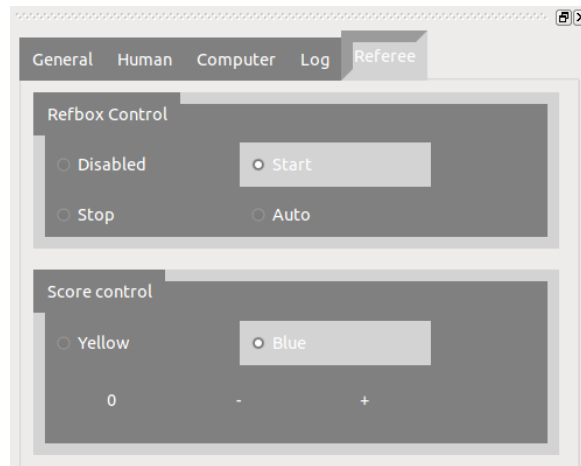 General Human Computer Log Referee
Refbox Control
Disabled Start
Stop Auto
Score control
Yellow Blue
0 - +